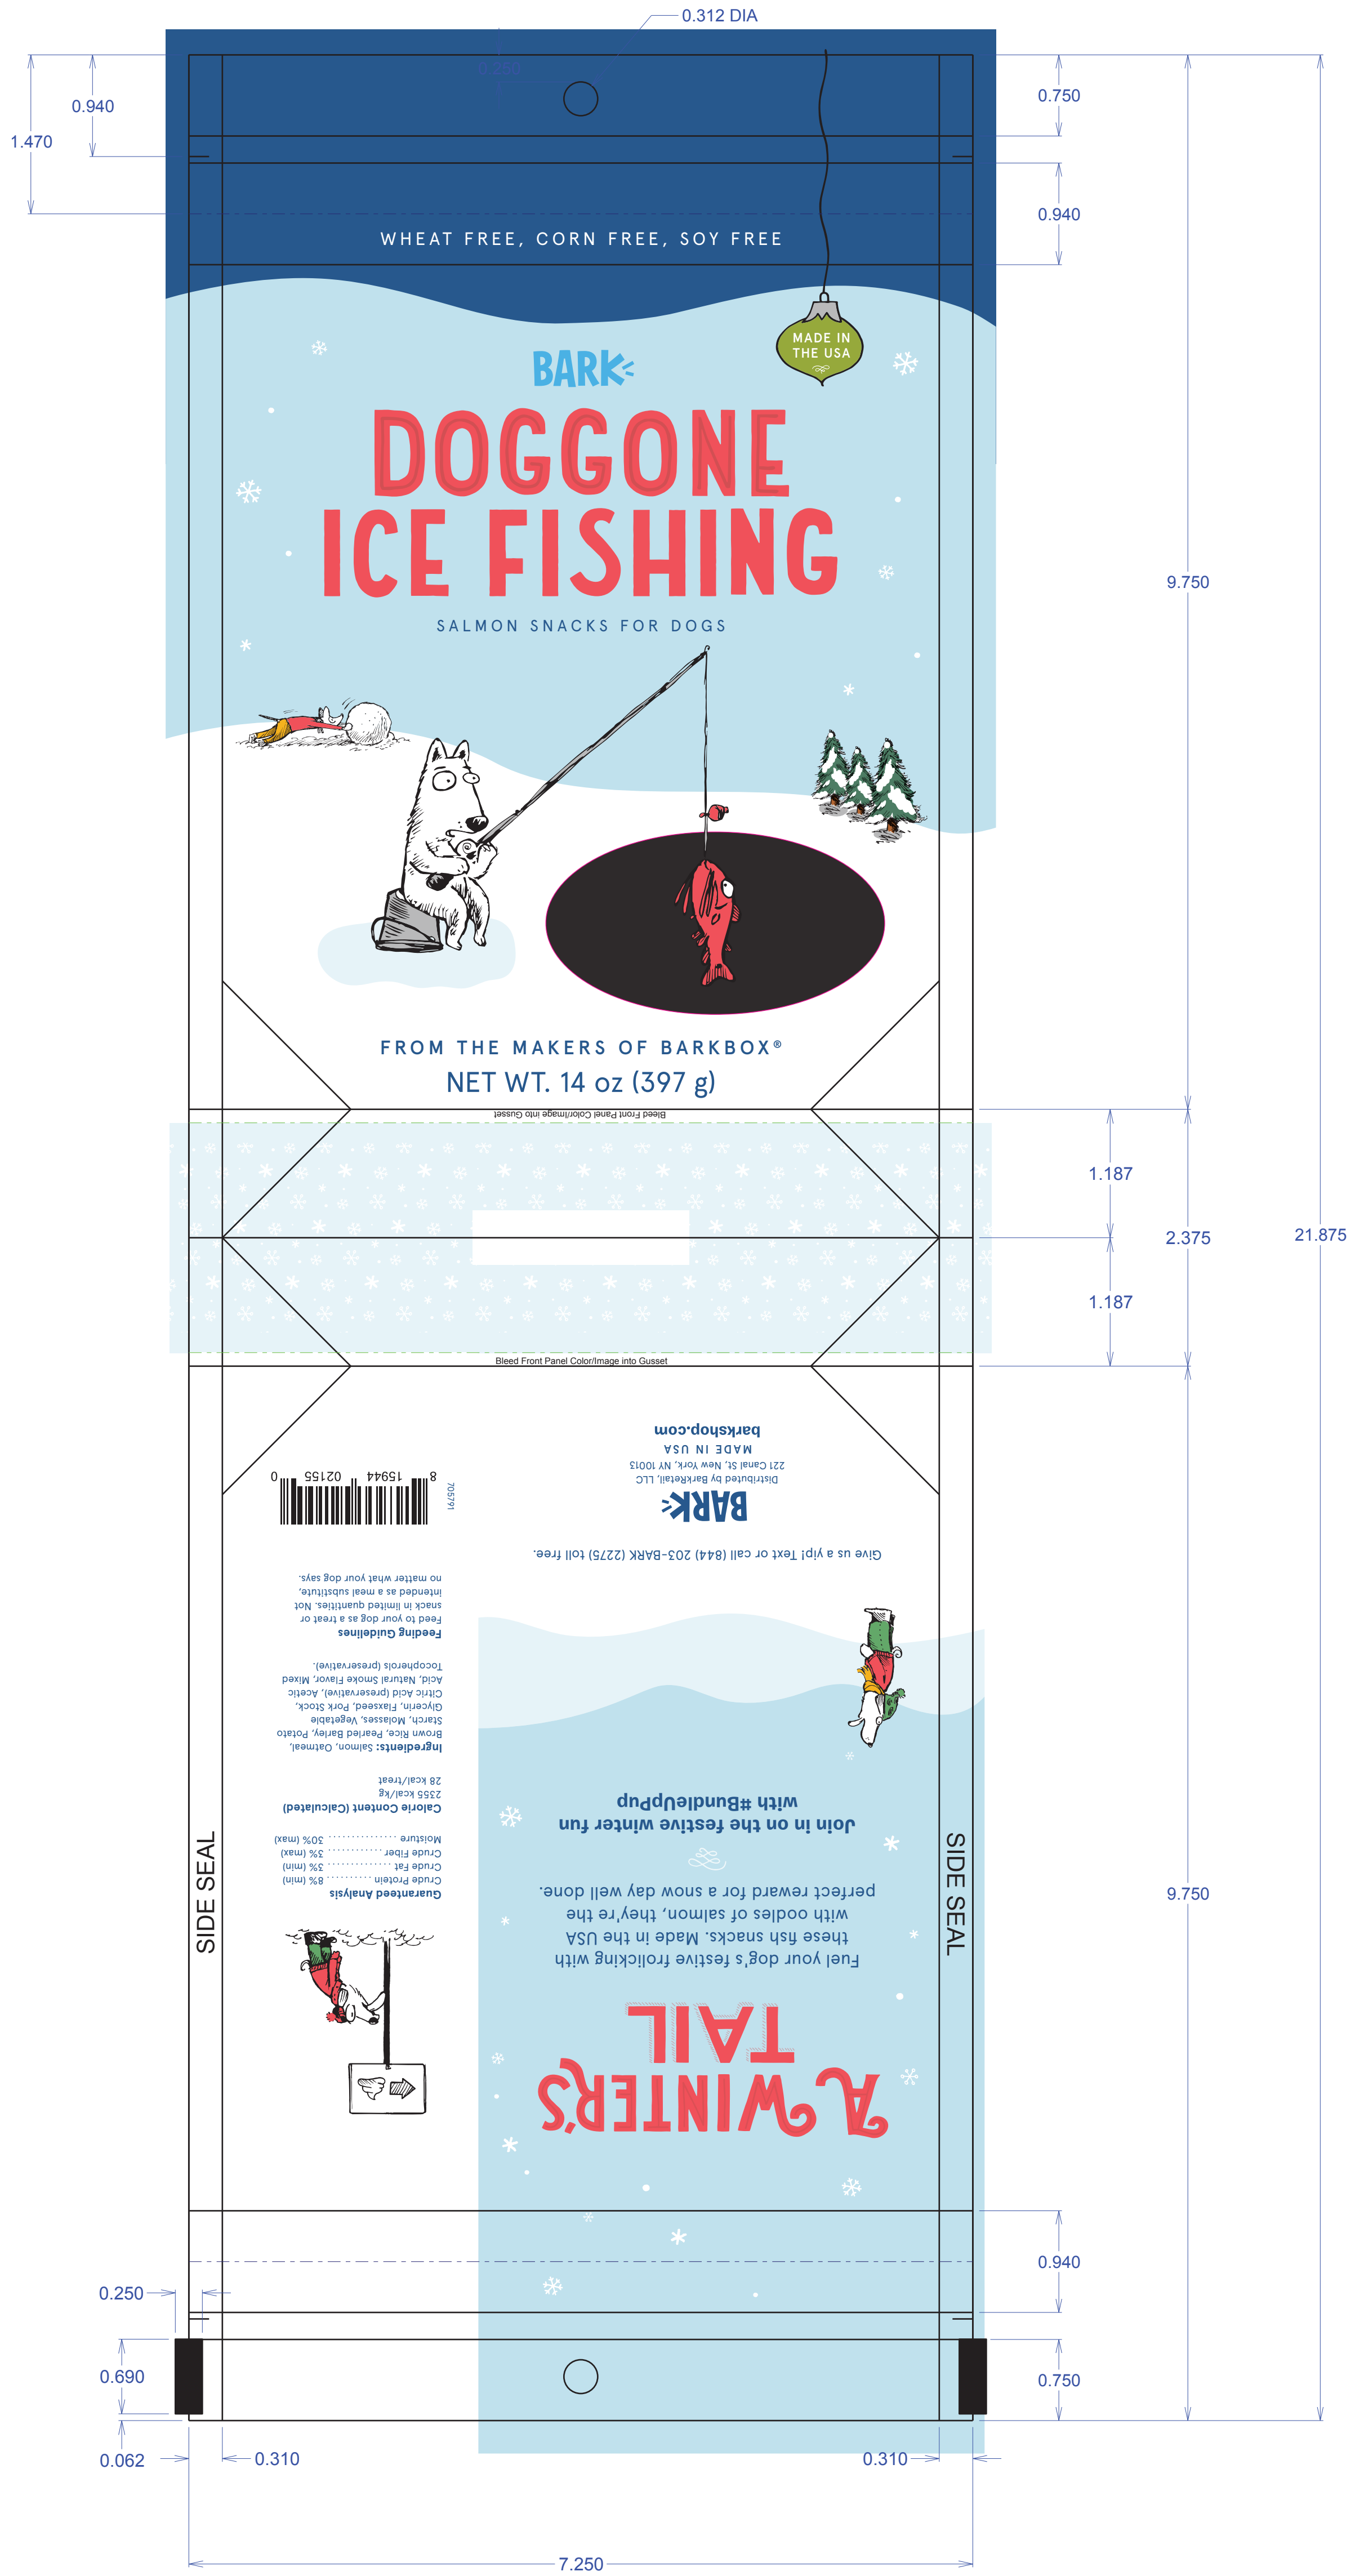 0.312 DIA
0.250
0.940
1.470
0.750
0.940
WHEAT FREE, CORN FREE, SOY FREE
MADE IN
THE USA
BARK
DOGGONE
ICE FISHING
SALMON SNACKS FOR DOGS
9.750
FROM THE MAKERS OF BARKBOX®
NET WT. 14 oz (397 g)
Bleed Front Panel Color/Image into Gusset
1.187
2.375
21.875
1.187
Bleed Front Panel Color/Image into Gusset
A WINTER'S
TAIL
Fuel your dog's festive frolicking with
these fish snacks. Made in the USA
with oodles of salmon, they're the
perfect reward for a snow day well done.
Join in on the festive winter fun
with #BundleUpPup
Give us a yip! Text or call (844) 203-BARK (2275) toll free.
BARK
Distributed by BarkRetail, LLC
221 Canal St, New York, NY 10013
MADE IN USA
barkshop.com
Guaranteed Analysis
Crude Protein .......... 8% (min)
Crude Fat .............. 3% (min)
Crude Fiber ............ 3% (max)
Moisture ............... 30% (max)
Calorie Content (Calculated)
2355 kcal/kg
28 kcal/treat
Ingredients: Salmon, Oatmeal,
Brown Rice, Pearled Barley, Potato
Starch, Molasses, Vegetable
Glycerin, Flaxseed, Pork Stock,
Citric Acid (preservative), Acetic
Acid, Natural Smoke Flavor, Mixed
Tocopherols (preservative).
Feeding Guidelines
Feed to your dog as a treat or
snack in limited quantities. Not
intended as a meal substitute,
no matter what your dog says.
705791
8 15944 02155 0
SIDE SEAL
SIDE SEAL
9.750
0.940
0.250
0.690
0.750
0.062
0.310
0.310
7.250